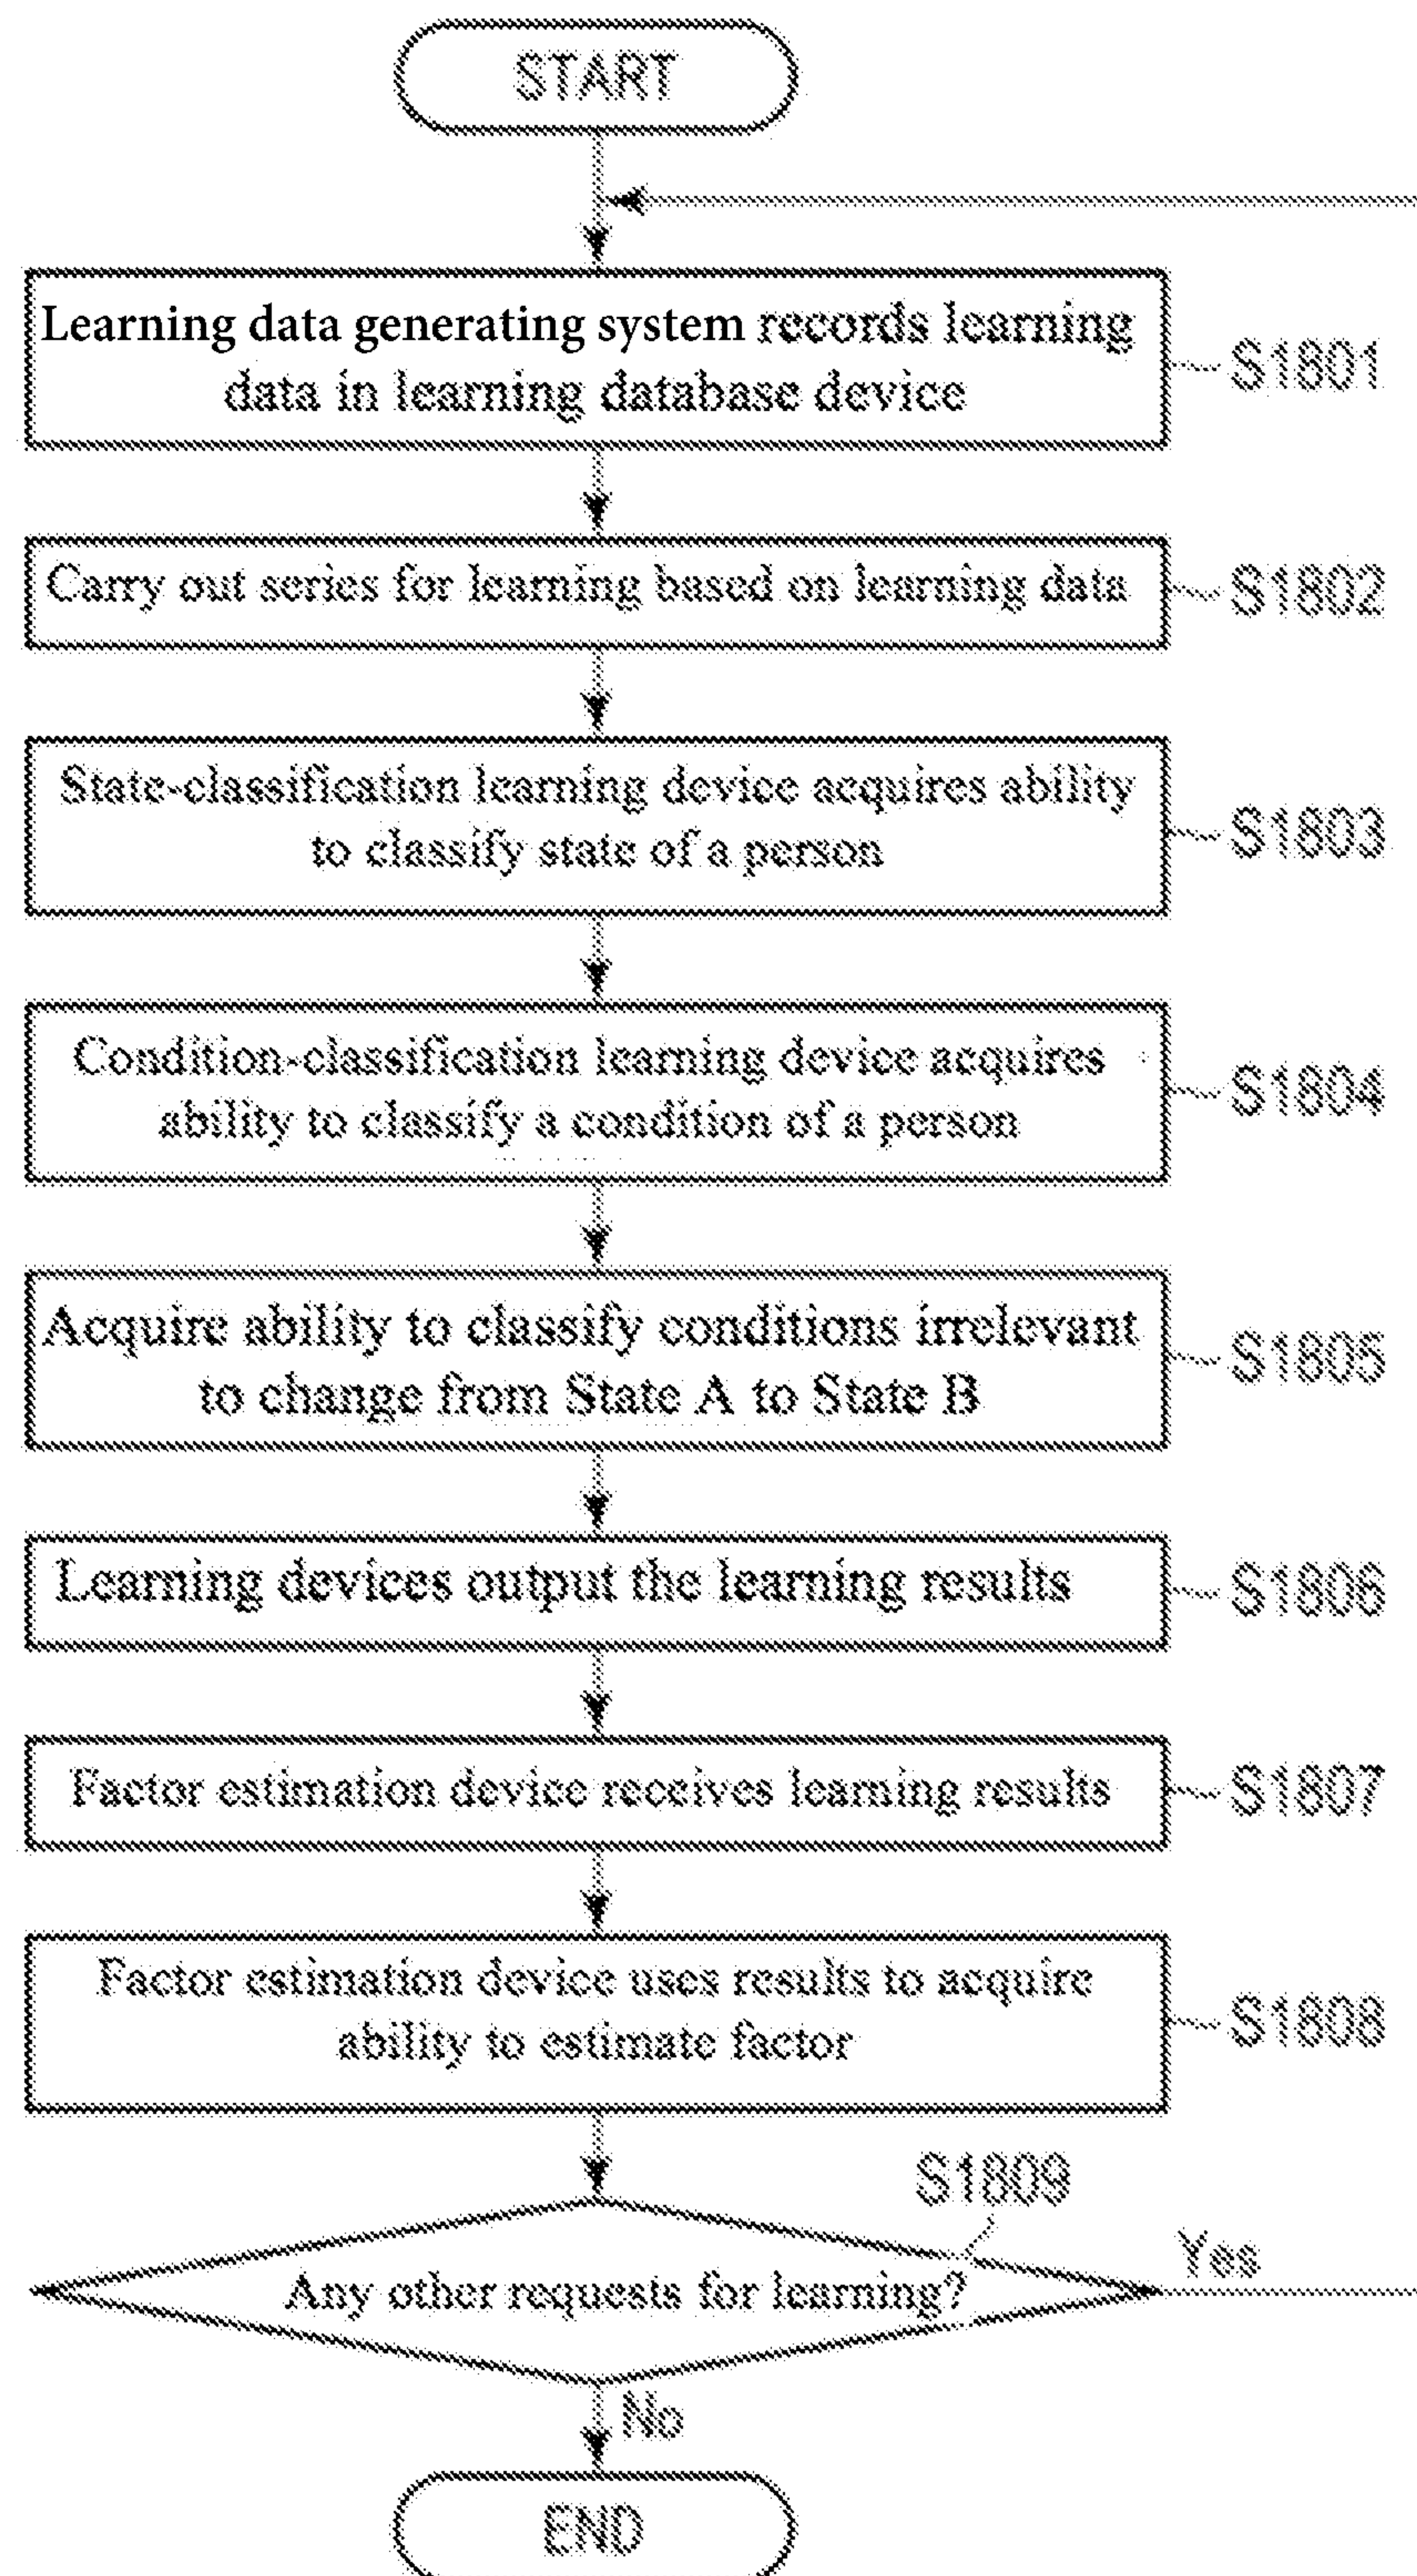 START
Learning data generating system records learning
data in learning database device
S1801
Carry out series for learning based on learning data
S1802
State-classification learning device acquires ability
to classify state of a person
S1803
Condition-classification learning device acquires
ability to classify a condition of a person
S1804
Acquire ability to classify conditions irrelevant
to change from State A to State B
S1805
Learning devices output the learning results
S1806
Factor estimation device receives learning results
S1807
Factor estimation device uses results to acquire
ability to estimate factor
S1808
S1809
Any other requests for learning?
Yes
No
END